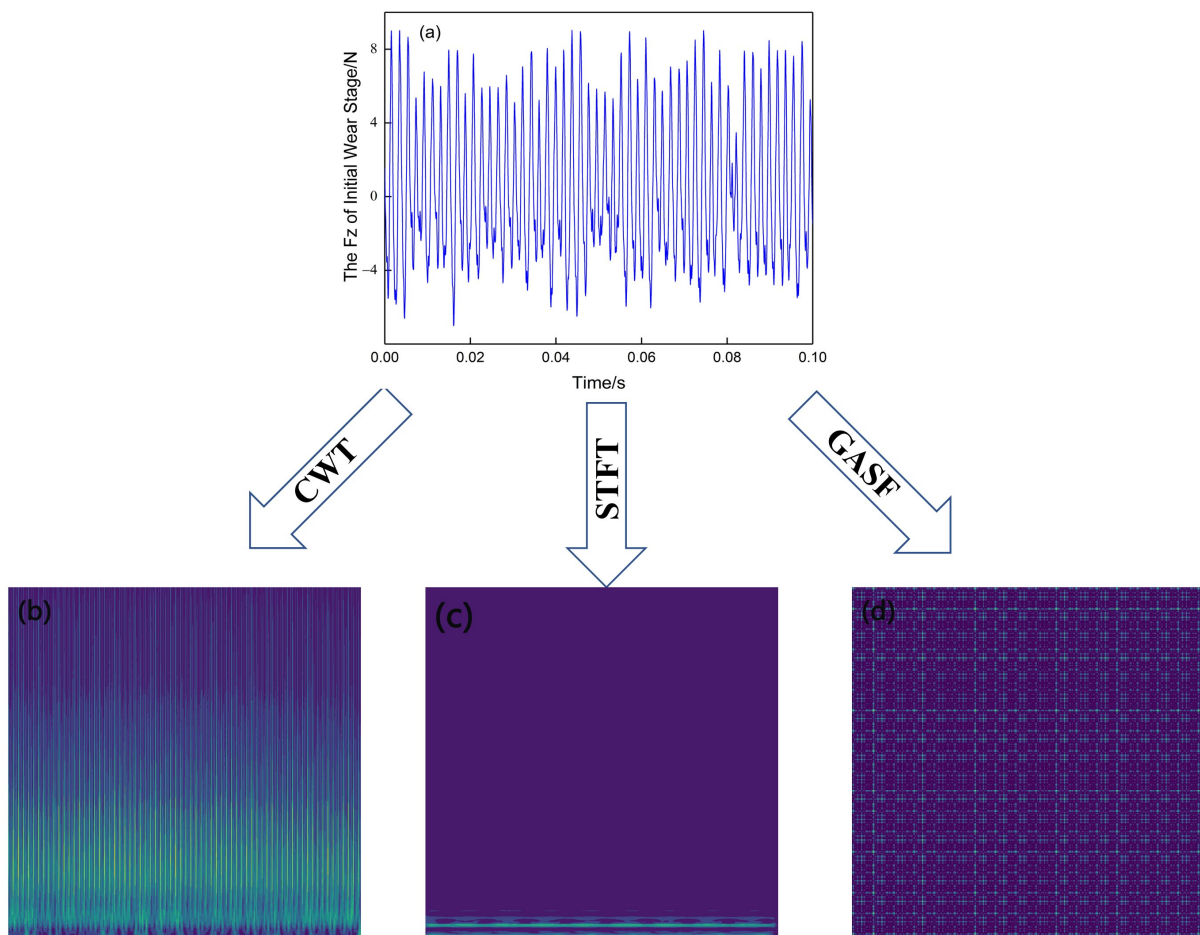 (a)
The Fz of Initial Wear Stage/N
8
4
0
−4
0.00 0.02 0.04 0.06 0.08 0.10
Time/s
CWT
STFT
GASF
(b)
(c)
(d)